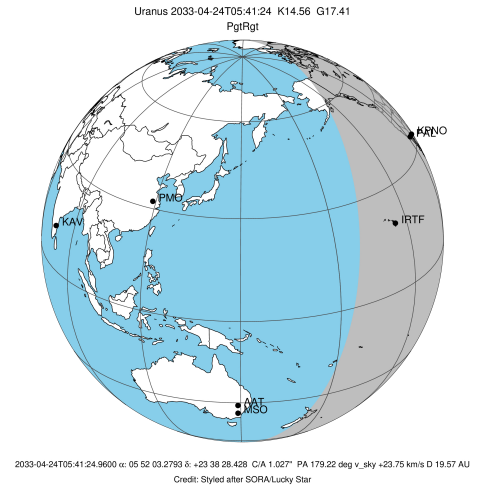 Uranus 2033-04-24T05:41:24 K14.56 G17.41
PgtRgt
KPNO
PMO
IRTF
KAV
AAT
MSO
2033-04-24T05:41:24.9600 α: 05 52 03.2793 δ: +23 38 28.428 C/A 1.027" PA 179.22 deg v_sky +23.75 km/s D 19.57 AU
Credit: Styled after SORA/Lucky Star